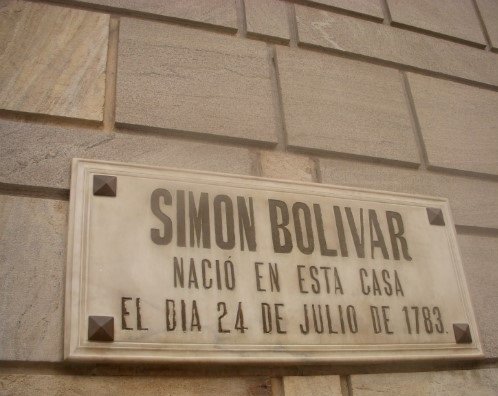 SIMON BOLIVAR
NACIÓ EN ESTA CASA
EL DIA 24 DE JULIO DE 1783.